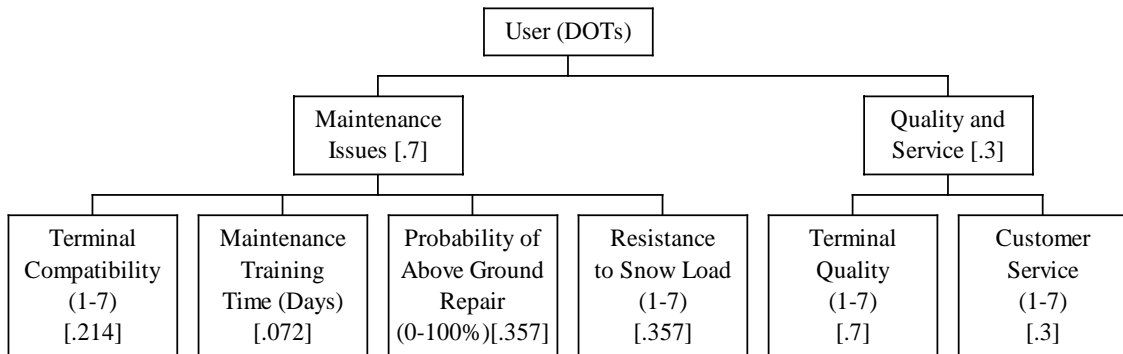 User (DOTs)
Maintenance
Issues [.7]
Quality and
Service [.3]
Terminal
Compatibility
(1-7)
[.214]
Maintenance
Training
Time (Days)
[.072]
Probability of
Above Ground
Repair
(0-100%)[.357]
Resistance
to Snow Load
(1-7)
[.357]
Terminal
Quality
(1-7)
[.7]
Customer
Service
(1-7)
[.3]